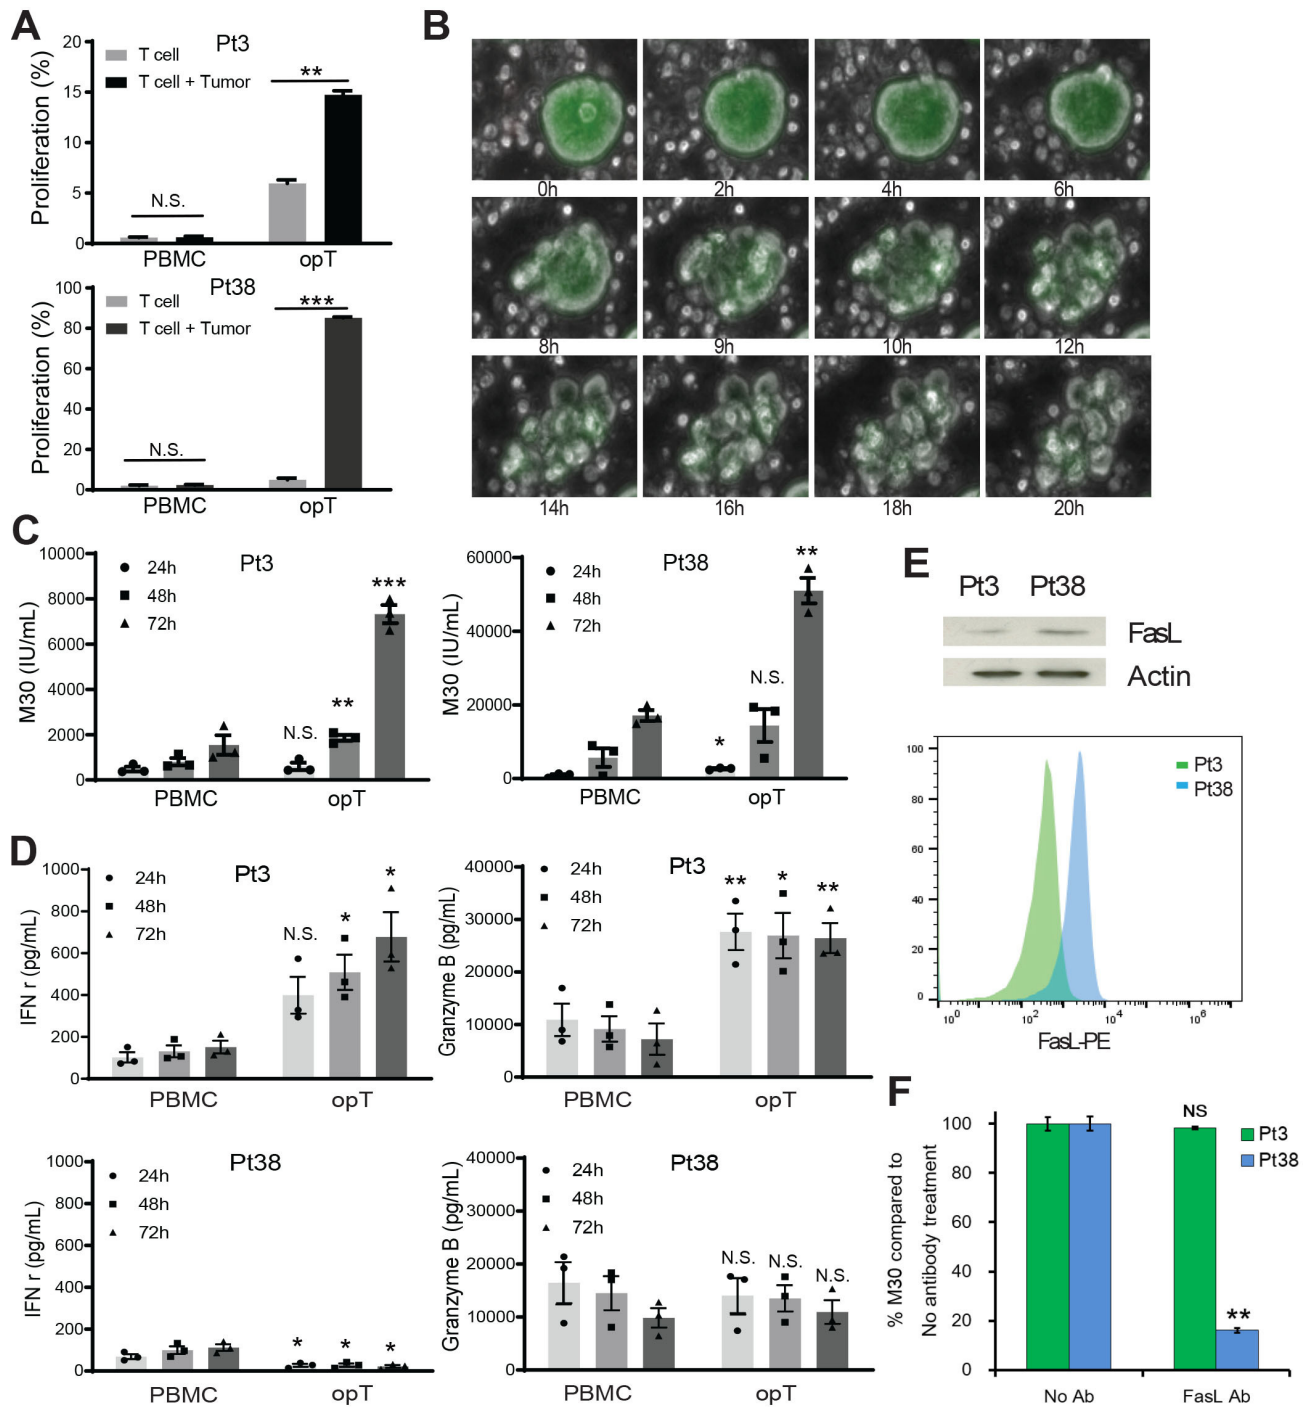 A
Pt3
T cell
T cell + Tumor
Proliferation (%)
20
15
10
5
0
N.S.
**
PBMC
opT
Pt38
T cell
T cell + Tumor
Proliferation (%)
100
80
60
40
20
0
N.S.
***
PBMC
opT
B
0h
2h
4h
6h
8h
9h
10h
12h
14h
16h
18h
20h
C
Pt3
24h
48h
72h
M30 (IU/mL)
10000
8000
6000
4000
2000
0
N.S.
**
***
PBMC
opT
Pt38
24h
48h
72h
M30 (IU/mL)
60000
40000
20000
0
*
N.S.
**
PBMC
opT
D
Pt3
24h
48h
72h
IFN r (pg/mL)
1000
800
600
400
200
0
N.S.
*
*
PBMC
opT
Pt3
24h
48h
72h
Granzyme B (pg/mL)
40000
30000
20000
10000
0
**
*
**
PBMC
opT
Pt38
24h
48h
72h
IFN r (pg/mL)
1000
800
600
400
200
0
*
*
*
PBMC
opT
Pt38
24h
48h
72h
Granzyme B (pg/mL)
40000
30000
20000
10000
0
N.S.
N.S.
N.S.
PBMC
opT
E
Pt3 Pt38
FasL
Actin
100
80
60
40
20
0
Pt3
Pt38
10^0 10^2 10^4 10^6
FasL-PE
F
% M30 compared to
No antibody treatment
100
80
60
40
20
0
NS
**
Pt3
Pt38
No Ab
FasL Ab